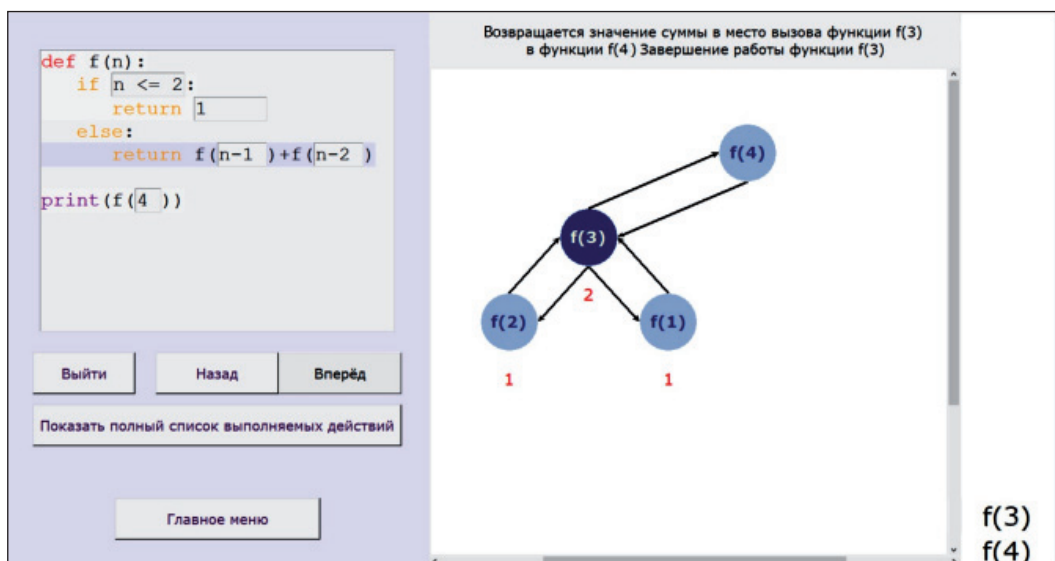 def f(n):
if n <= 2:
return 1
else:
return f(n-1 )+f(n-2 )
print(f(4 ))
Выйти
Назад
Вперёд
Показать полный список выполняемых действий
Главное меню
Возвращается значение суммы в место вызова функции f(3)
в функции f(4) Завершение работы функции f(3)
f(4)
f(3)
2
f(2)
f(1)
1
1
f(3)
f(4)